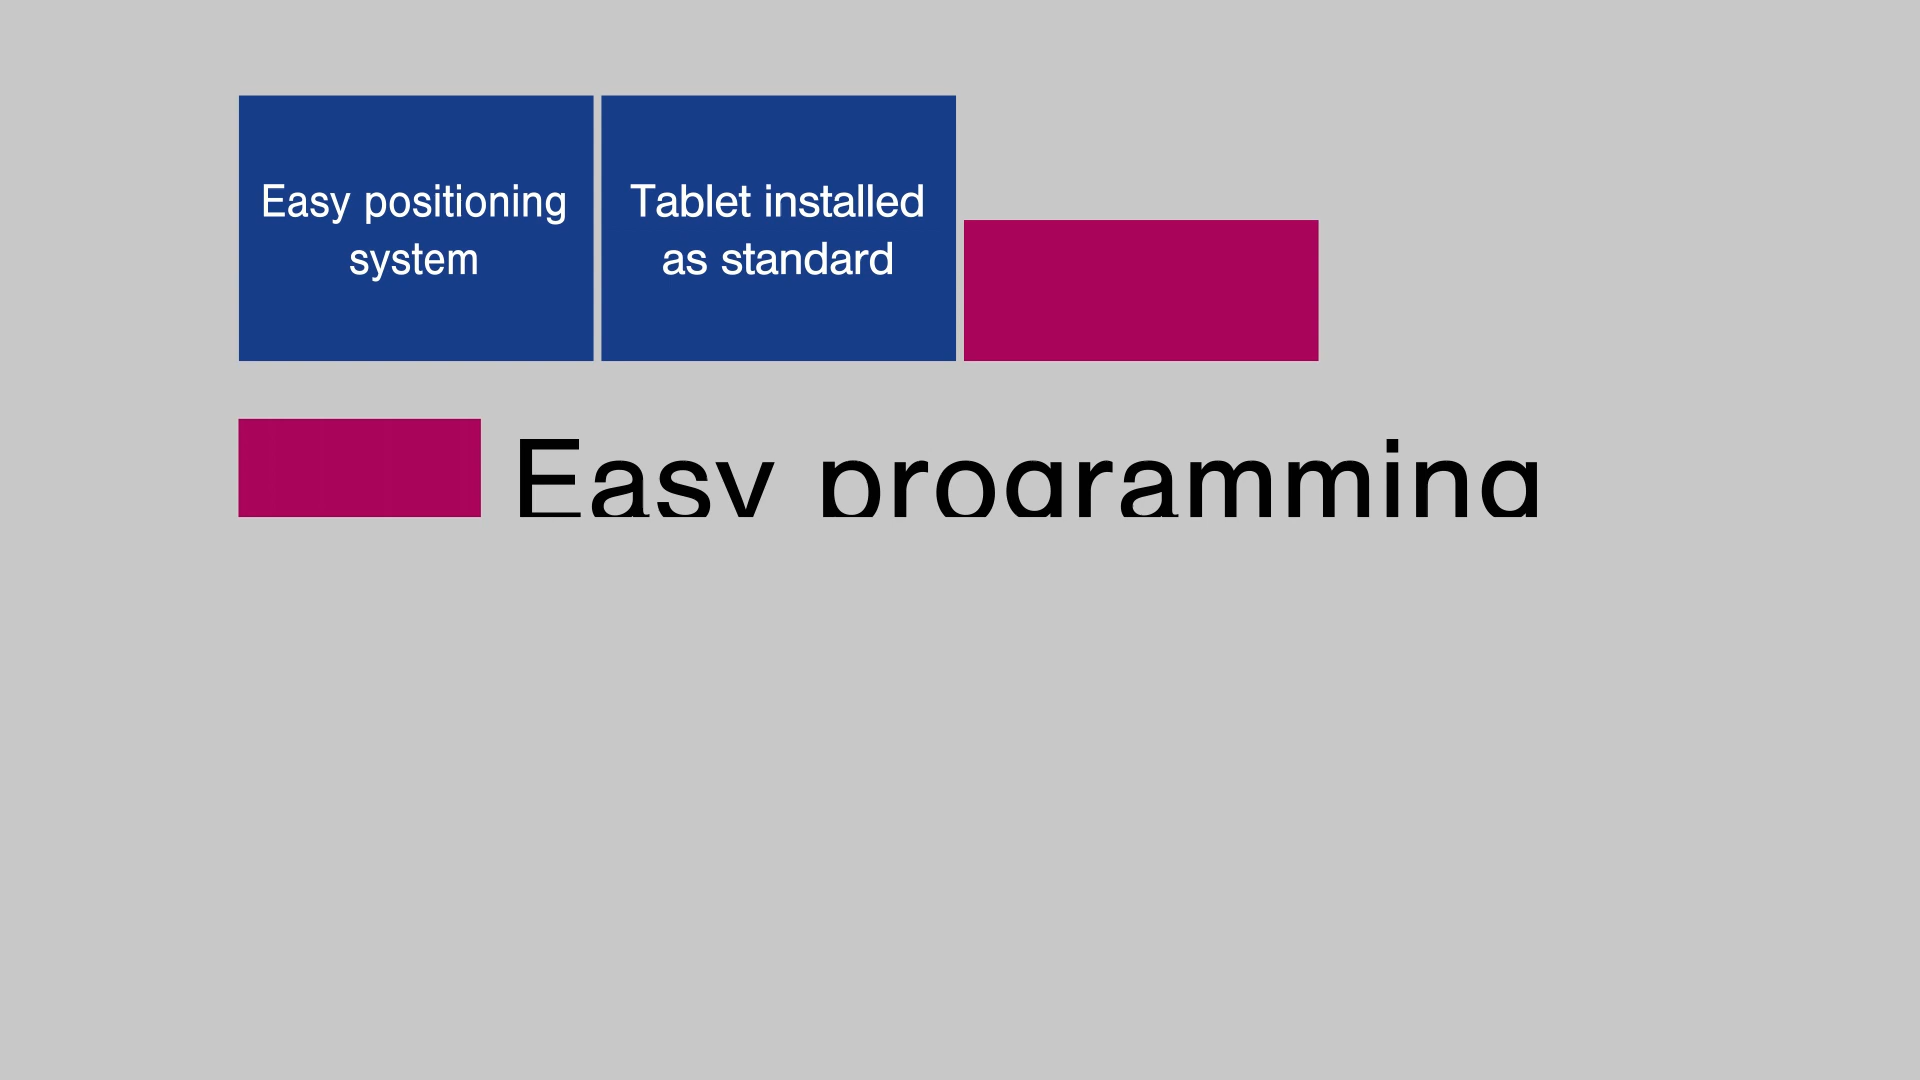 Easy positioning
system
Tablet installed
as standard
Easy programming